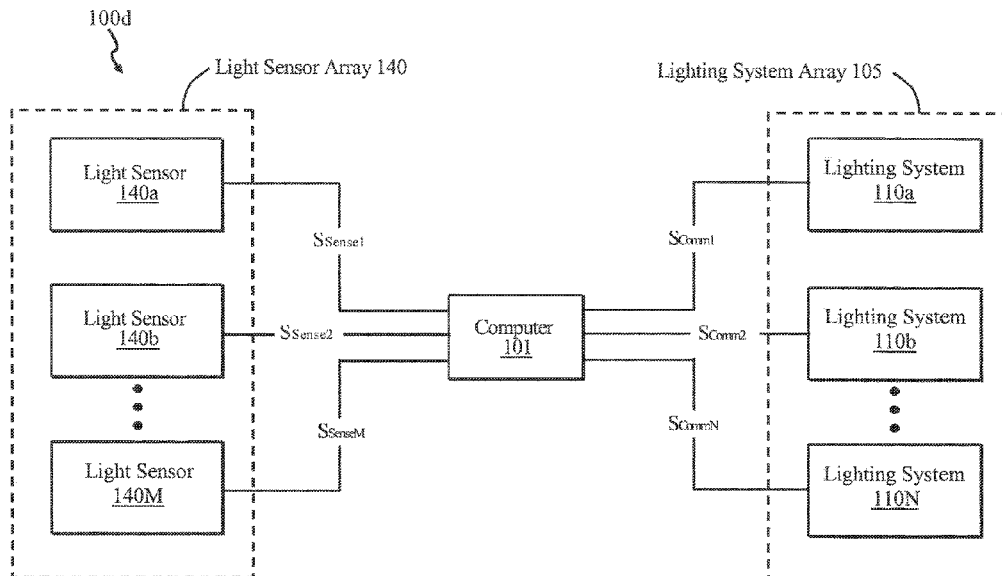 100d
Light Sensor Array 140
Lighting System Array 105
Light Sensor
140a
Lighting System
110a
SSense1
SComm1
Light Sensor
140b
SSense2
Computer
101
SComm2
Lighting System
110b
SSenseM
SCommN
Light Sensor
140M
Lighting System
110N